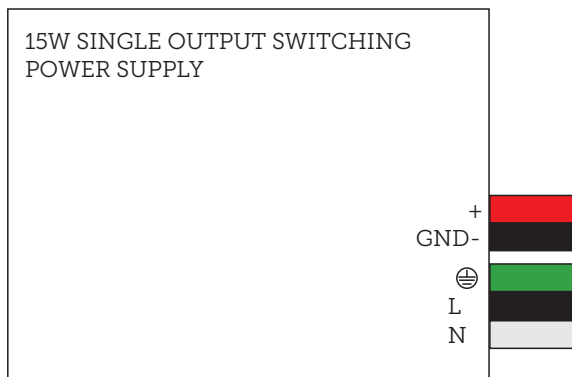 15W SINGLE OUTPUT SWITCHING
POWER SUPPLY
+
GND-
⏚
L
N